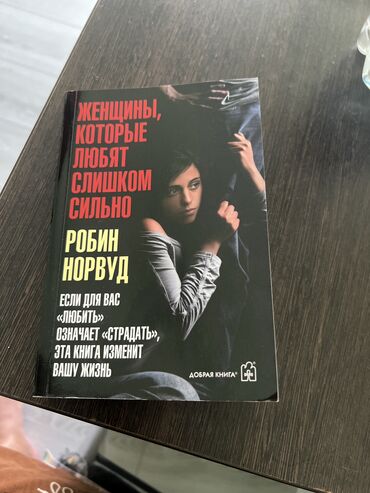 ЖЕНЩИНЫ,
КОТОРЫЕ
ЛЮБЯТ
СЛИШКОМ
СИЛЬНО
РОБИН
НОРВУД
ЕСЛИ ДЛЯ ВАС
«ЛЮБИТЬ»
ОЗНАЧАЕТ «СТРАДАТЬ»,
ЭТА КНИГА ИЗМЕНИТ
ВАШУ ЖИЗНЬ
ДОБРАЯ КНИГА®